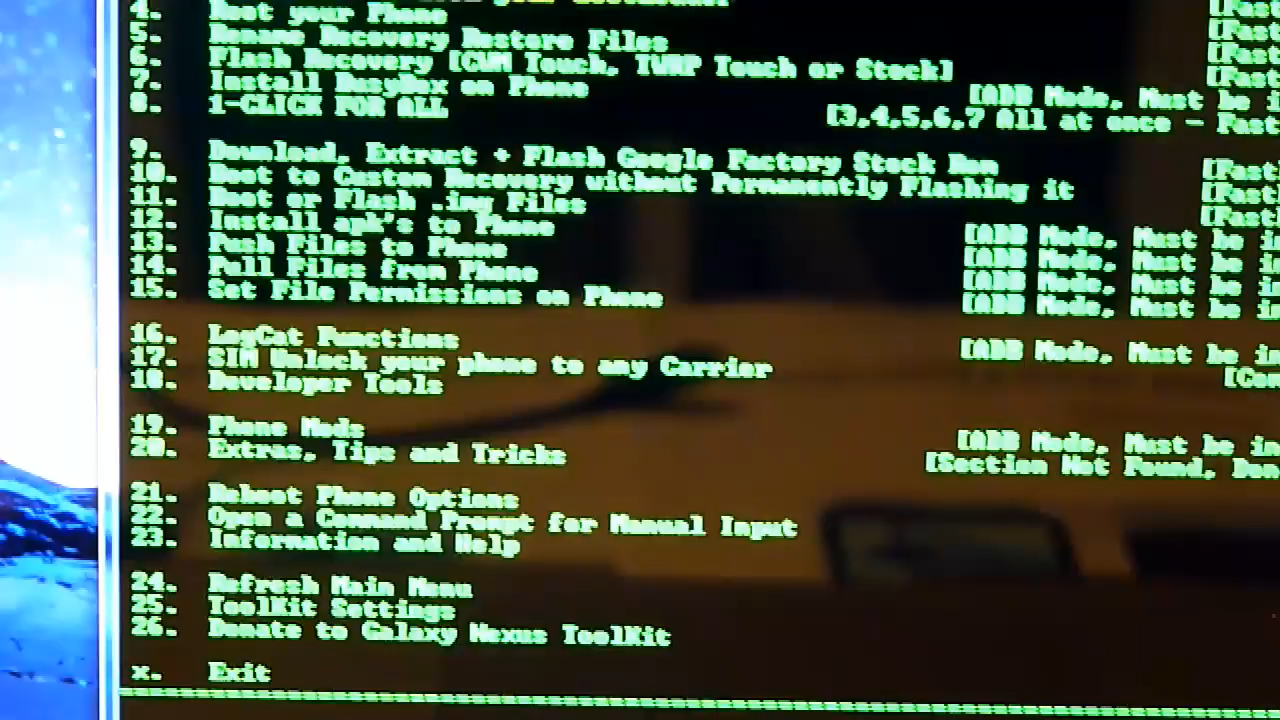 4. Root your Phone [Fast
5. Rename Recovery Restore Files [Fast
6. Flash Recovery [CWM Touch, TWRP Touch or Stock] [Fast
7. Install BusyBox on Phone [ADB Mode, Must be i
8. 1-CLICK FOR ALL [3,4,5,6,7 All at once - Fast
9. Download, Extract + Flash Google Factory Stock Rom [Fast
10. Boot to Custom Recovery without Permanently Flashing it [Fast
11. Boot or Flash .img Files [Fast
12. Install apk's to Phone [ADB Mode, Must be i
13. Push Files to Phone [ADB Mode, Must be i
14. Pull Files from Phone [ADB Mode, Must be i
15. Set File Permissions on Phone [ADB Mode, Must be i
16. LogCat Functions [ADB Mode, Must be i
17. SIM Unlock your phone to any Carrier
18. Developer Tools
19. Phone Mods [ADB Mode, Must be i
20. Extras, Tips and Tricks [Section Not Found, Don
21. Reboot Phone Options
22. Open a Command Prompt for Manual Input
23. Information and Help
24. Refresh Main Menu
25. ToolKit Settings
26. Donate to Galaxy Nexus ToolKit
x. Exit